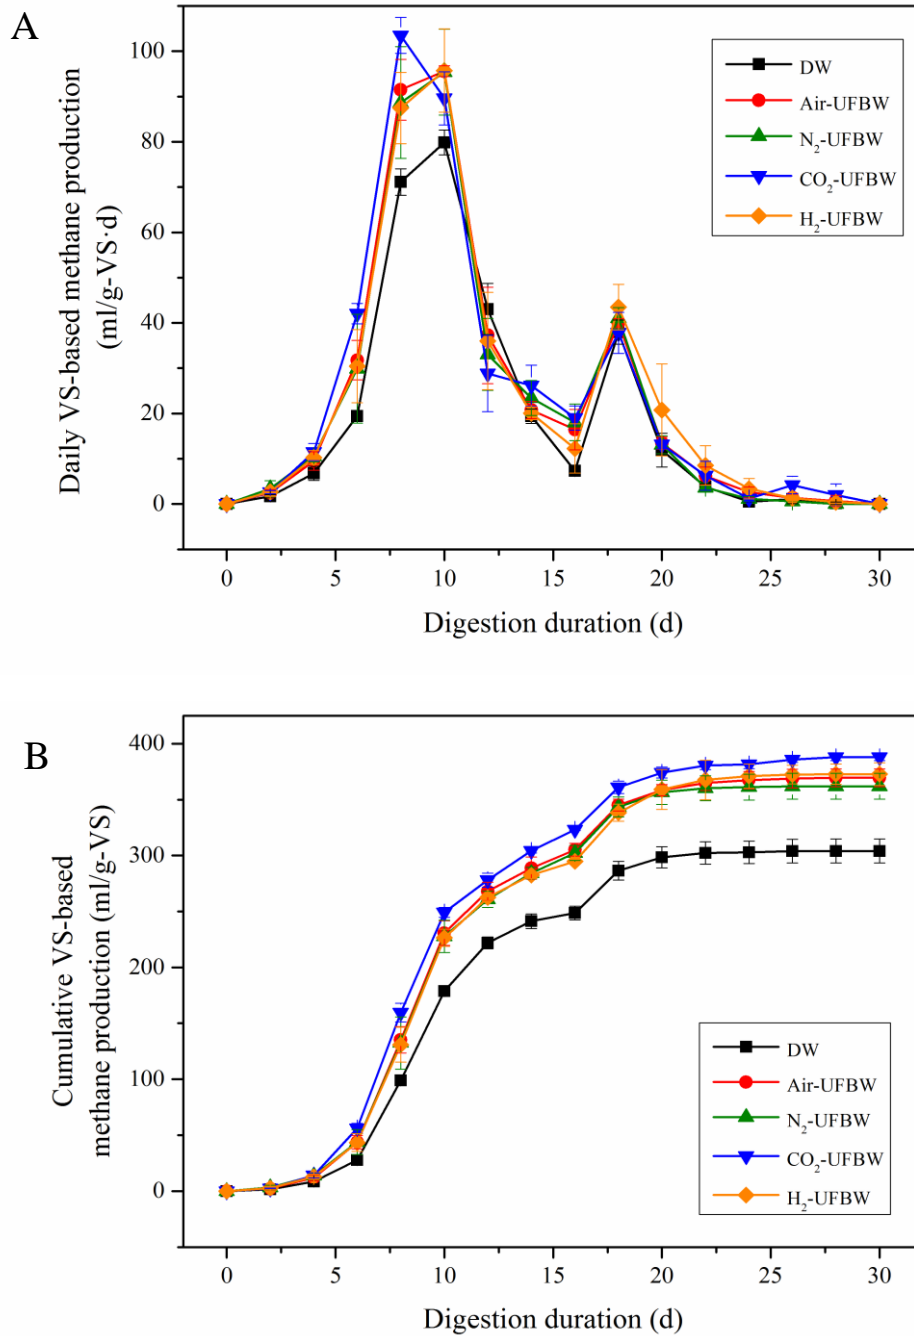 A
Daily VS-based methane production
(ml/g-VS·d)
100
80
60
40
20
0
DW
Air-UFBW
N₂-UFBW
CO₂-UFBW
H₂-UFBW
0 5 10 15 20 25 30
Digestion duration (d)
B
Cumulative VS-based
methane production (ml/g-VS)
400
300
200
100
0
DW
Air-UFBW
N₂-UFBW
CO₂-UFBW
H₂-UFBW
0 5 10 15 20 25 30
Digestion duration (d)